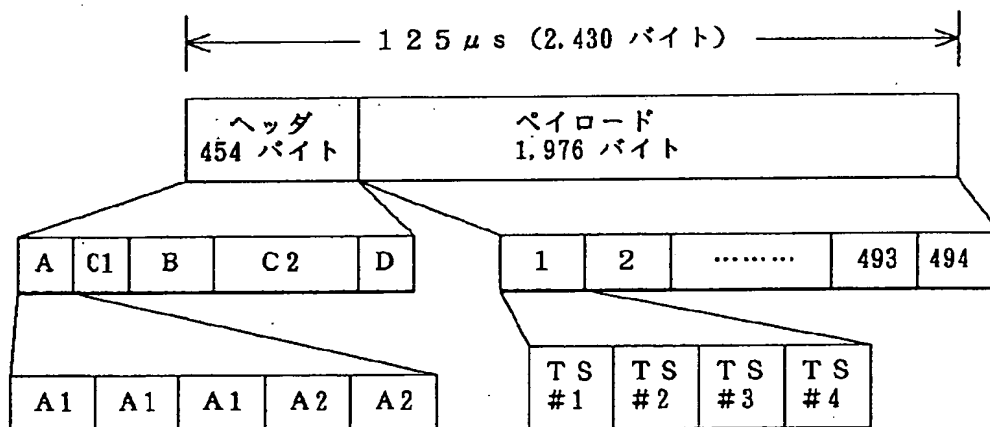 125μs (2,430 バイト)
ヘッダ
454 バイト
ペイロード
1,976 バイト
A C1 B C2 D
1 2 ……… 493 494
A1 A1 A1 A2 A2
TS #1
TS #2
TS #3
TS #4